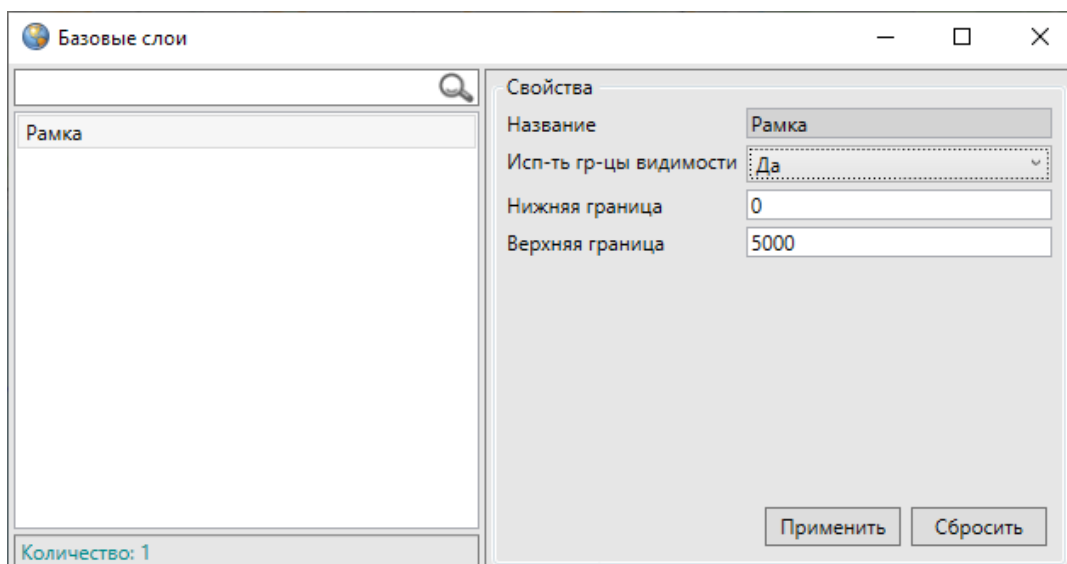 Базовые слои
Рамка
Количество: 1
Свойства
Название Рамка
Исп-ть гр-цы видимости Да
Нижняя граница 0
Верхняя граница 5000
Применить Сбросить